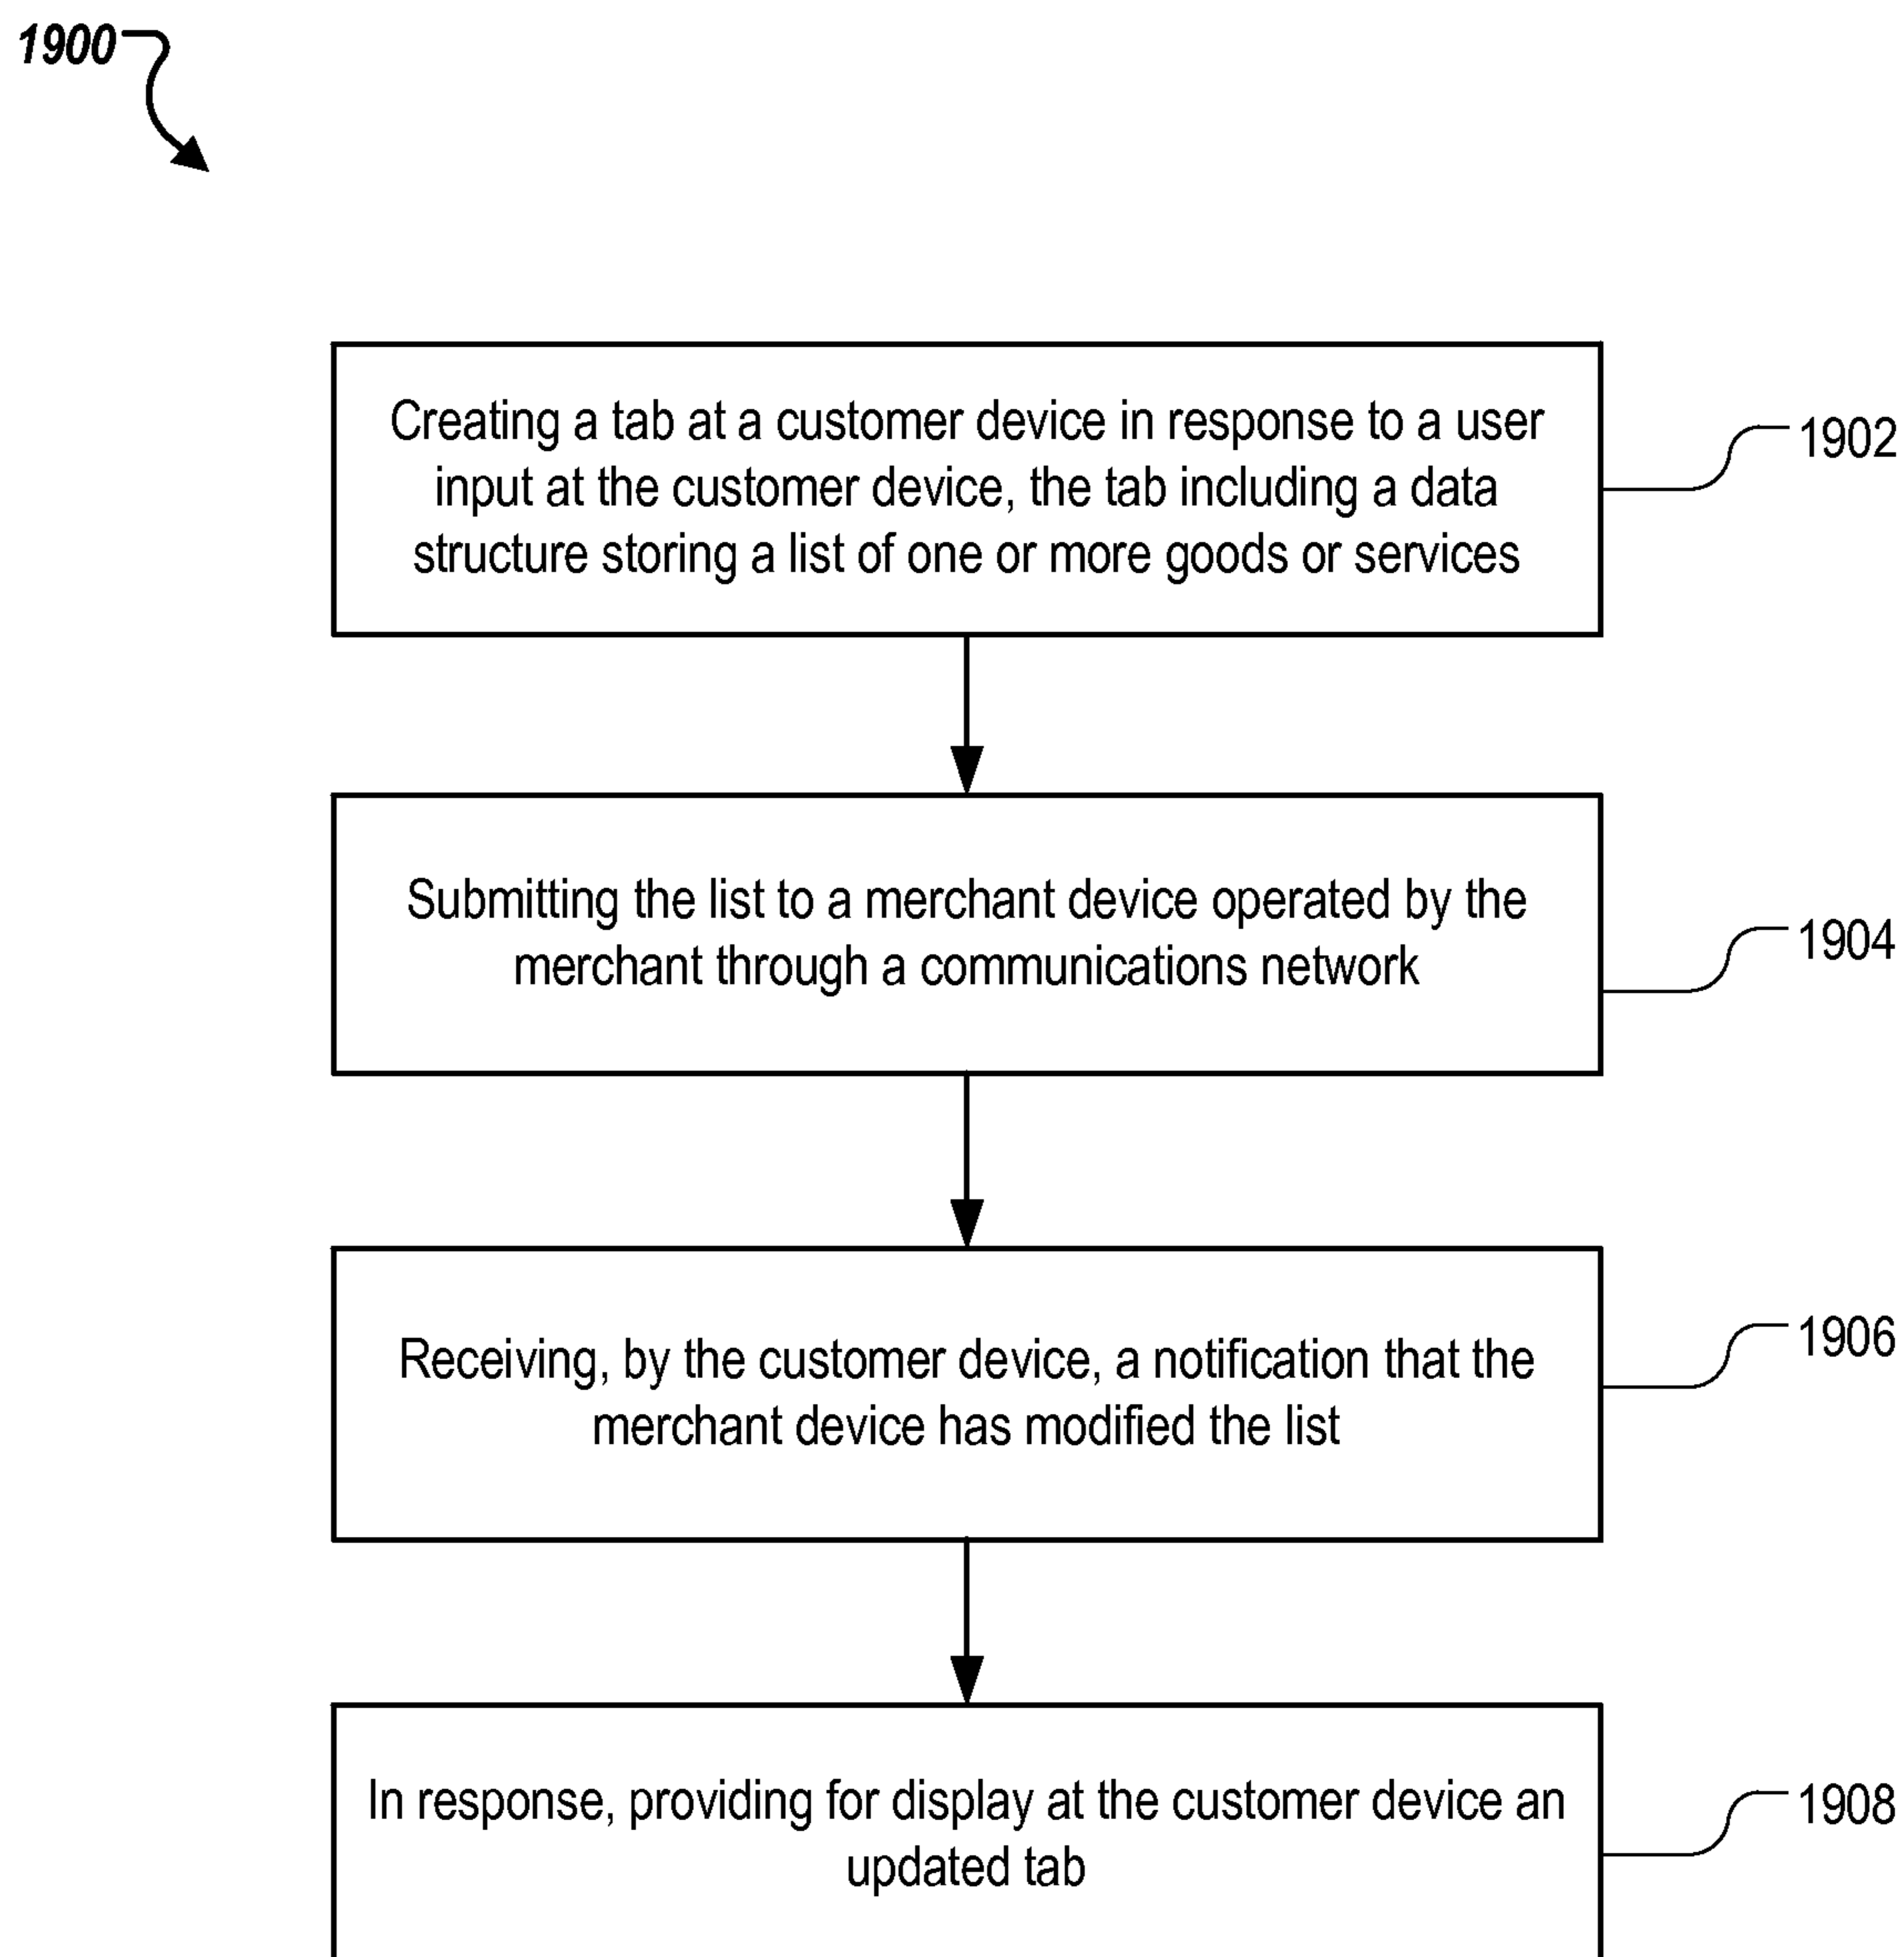 1900
Creating a tab at a customer device in response to a user
input at the customer device, the tab including a data
structure storing a list of one or more goods or services
1902
Submitting the list to a merchant device operated by the
merchant through a communications network
1904
Receiving, by the customer device, a notification that the
merchant device has modified the list
1906
In response, providing for display at the customer device an
updated tab
1908